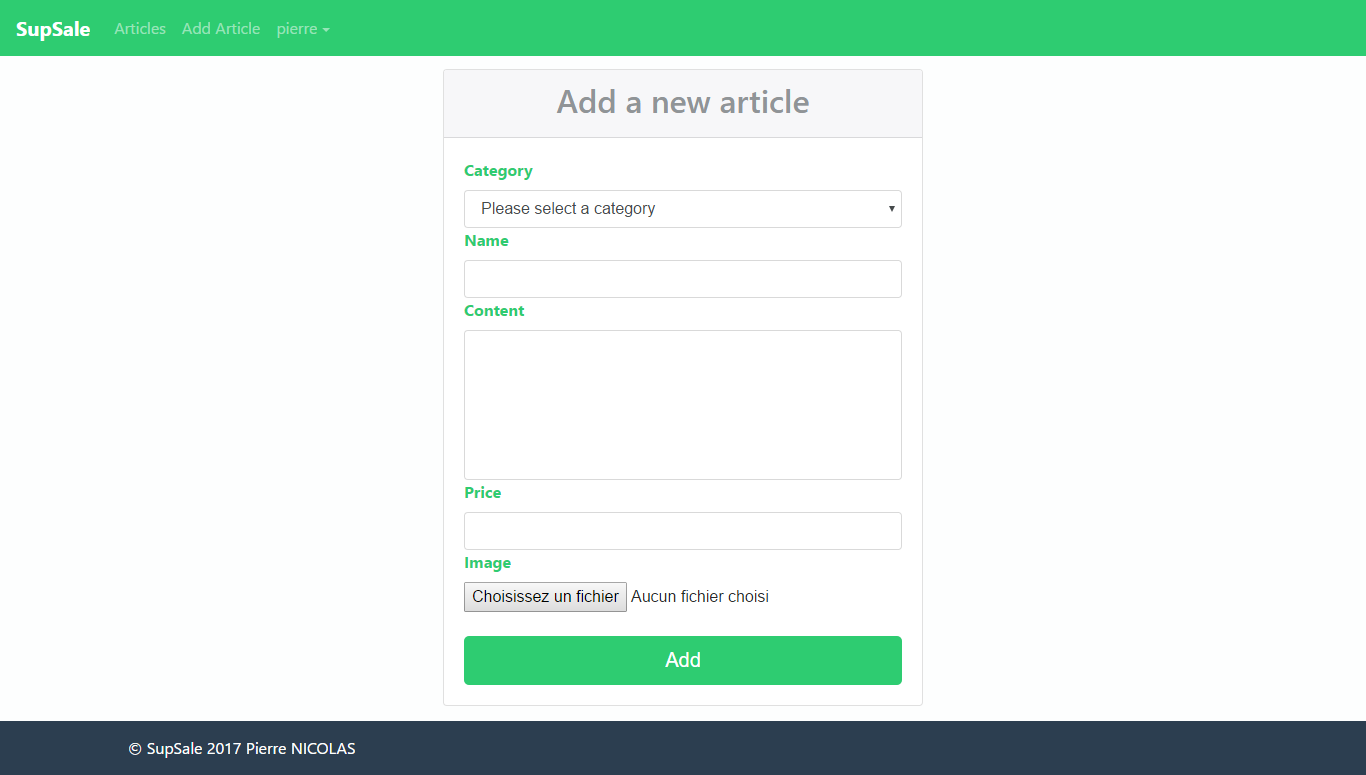 SupSale Articles Add Article pierre
Add a new article
Category
Please select a category
Name
Content
Price
Image
Choisissez un fichier Aucun fichier choisi
Add
© SupSale 2017 Pierre NICOLAS